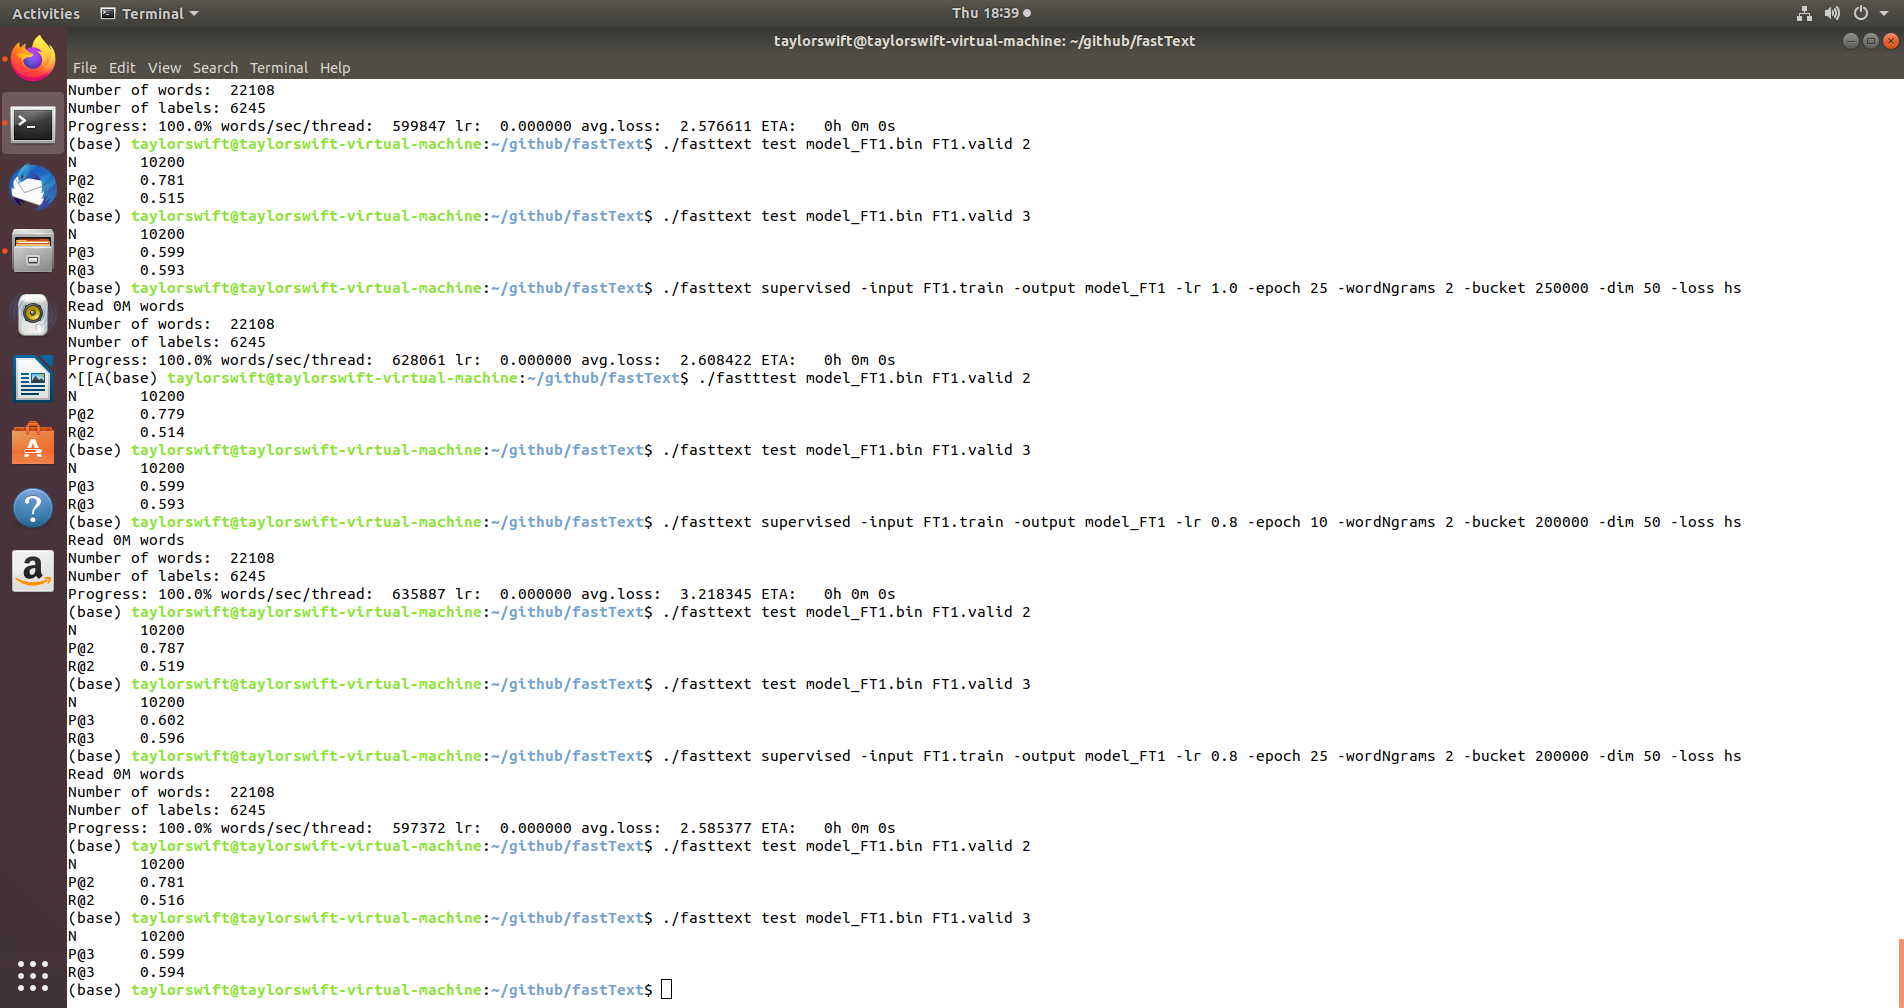 Activities Terminal Thu 18:39
taylorswift@taylorswift-virtual-machine: ~/github/fastText
File Edit View Search Terminal Help
Number of words:  22108
Number of labels: 6245
Progress: 100.0% words/sec/thread:  599847 lr:  0.000000 avg.loss:  2.576611 ETA:   0h 0m 0s
(base) taylorswift@taylorswift-virtual-machine:~/github/fastText$ ./fasttext test model_FT1.bin FT1.valid 2
N       10200
P@2     0.781
R@2     0.515
(base) taylorswift@taylorswift-virtual-machine:~/github/fastText$ ./fasttext test model_FT1.bin FT1.valid 3
N       10200
P@3     0.599
R@3     0.593
(base) taylorswift@taylorswift-virtual-machine:~/github/fastText$ ./fasttext supervised -input FT1.train -output model_FT1 -lr 1.0 -epoch 25 -wordNgrams 2 -bucket 250000 -dim 50 -loss hs
Read 0M words
Number of words:  22108
Number of labels: 6245
Progress: 100.0% words/sec/thread:  628061 lr:  0.000000 avg.loss:  2.608422 ETA:   0h 0m 0s
^[[A(base) taylorswift@taylorswift-virtual-machine:~/github/fastText$ ./fastttest model_FT1.bin FT1.valid 2
N       10200
P@2     0.779
R@2     0.514
(base) taylorswift@taylorswift-virtual-machine:~/github/fastText$ ./fasttext test model_FT1.bin FT1.valid 3
N       10200
P@3     0.599
R@3     0.593
(base) taylorswift@taylorswift-virtual-machine:~/github/fastText$ ./fasttext supervised -input FT1.train -output model_FT1 -lr 0.8 -epoch 10 -wordNgrams 2 -bucket 200000 -dim 50 -loss hs
Read 0M words
Number of words:  22108
Number of labels: 6245
Progress: 100.0% words/sec/thread:  635887 lr:  0.000000 avg.loss:  3.218345 ETA:   0h 0m 0s
(base) taylorswift@taylorswift-virtual-machine:~/github/fastText$ ./fasttext test model_FT1.bin FT1.valid 2
N       10200
P@2     0.787
R@2     0.519
(base) taylorswift@taylorswift-virtual-machine:~/github/fastText$ ./fasttext test model_FT1.bin FT1.valid 3
N       10200
P@3     0.602
R@3     0.596
(base) taylorswift@taylorswift-virtual-machine:~/github/fastText$ ./fasttext supervised -input FT1.train -output model_FT1 -lr 0.8 -epoch 25 -wordNgrams 2 -bucket 200000 -dim 50 -loss hs
Read 0M words
Number of words:  22108
Number of labels: 6245
Progress: 100.0% words/sec/thread:  597372 lr:  0.000000 avg.loss:  2.585377 ETA:   0h 0m 0s
(base) taylorswift@taylorswift-virtual-machine:~/github/fastText$ ./fasttext test model_FT1.bin FT1.valid 2
N       10200
P@2     0.781
R@2     0.516
(base) taylorswift@taylorswift-virtual-machine:~/github/fastText$ ./fasttext test model_FT1.bin FT1.valid 3
N       10200
P@3     0.599
R@3     0.594
(base) taylorswift@taylorswift-virtual-machine:~/github/fastText$